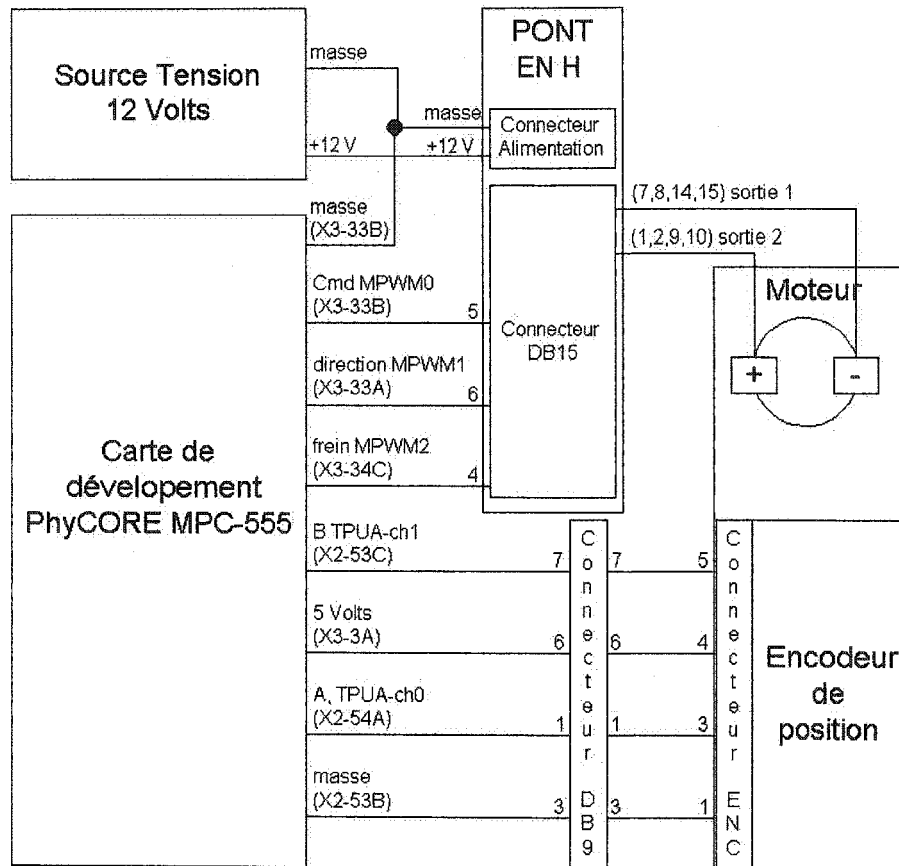 Source Tension
12 Volts
masse
+12 V
masse
+12 V
PONT
EN H
Connecteur
Alimentation
masse
(X3-33B)
Cmd MPWM0
(X3-33B)
5
direction MPWM1
(X3-33A)
6
frein MPWM2
(X3-34C)
4
Connecteur
DB15
(7,8,14,15) sortie 1
(1,2,9,10) sortie 2
Moteur
+
-
Carte de
dévelopement
PhyCORE MPC-555
B TPUA-ch1
(X2-53C)
7
7
5
5 Volts
(X3-3A)
6
6
4
A, TPUA-ch0
(X2-54A)
1
1
3
masse
(X2-53B)
3
3
1
Connecteur DB9
Connecteur ENC
Encodeur
de
position